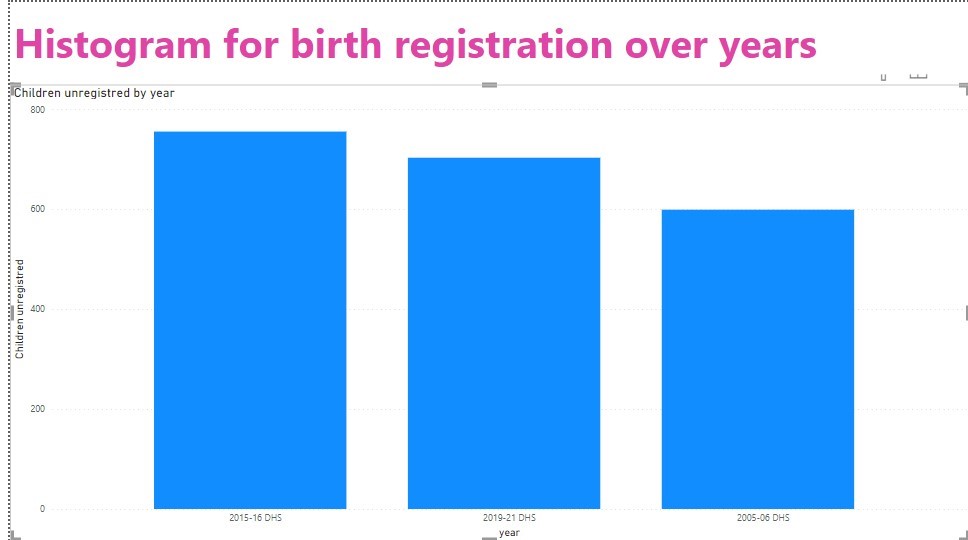 Histogram for birth registration over years
Children unregistred by year
800
600
400
200
0
Children unregistred
2015-16 DHS
2019-21 DHS
2005-06 DHS
year